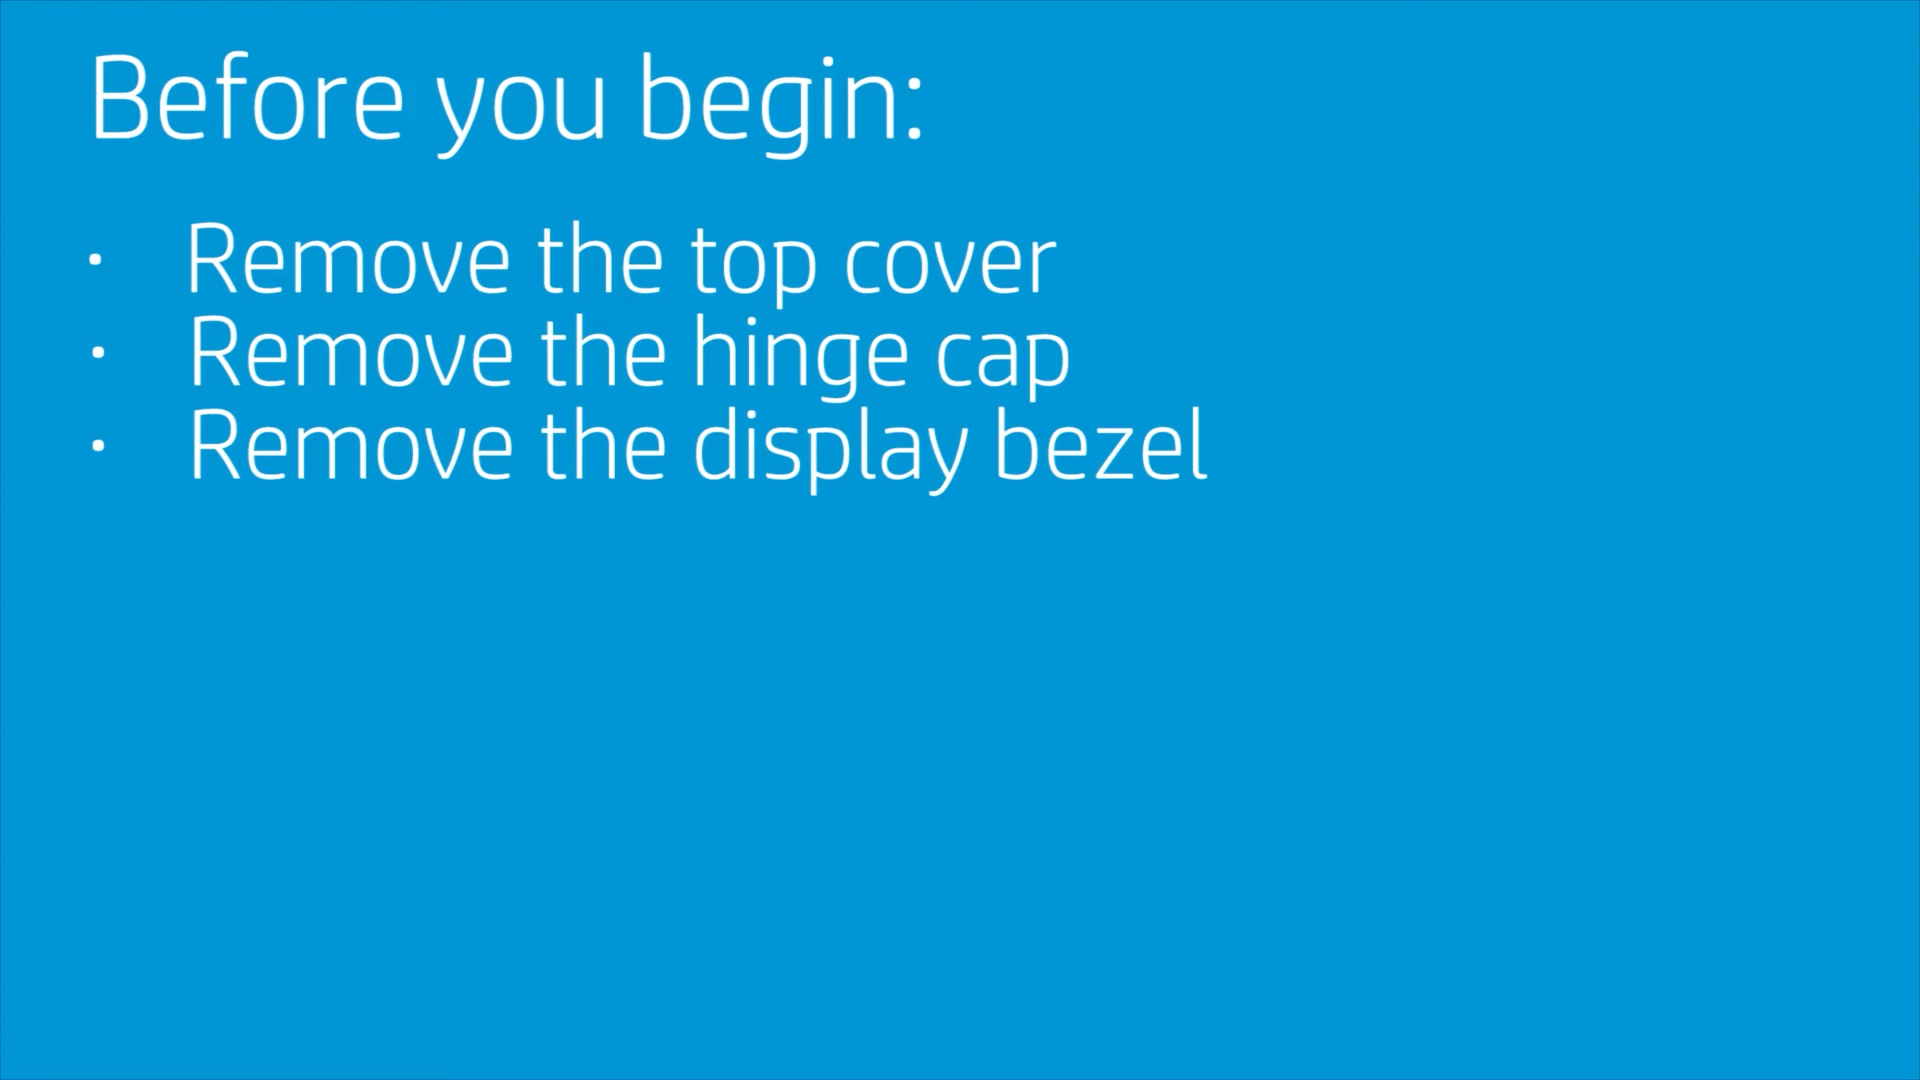 Before you begin:
· Remove the top cover
· Remove the hinge cap
· Remove the display bezel